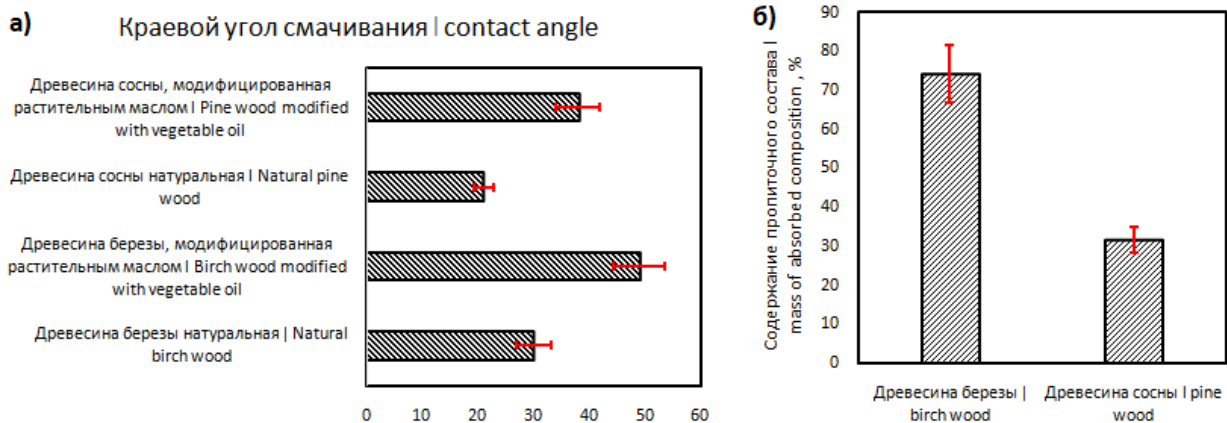 а)
Краевой угол смачивания l contact angle
Древесина сосны, модифицированная
растительным маслом l Pine wood modified
with vegetable oil
Древесина сосны натуральная l Natural pine
wood
Древесина березы, модифицированная
растительным маслом l Birch wood modified
with vegetable oil
Древесина березы натуральная | Natural
birch wood
0 10 20 30 40 50 60
б)
Содержание пропиточного состава l
mass of absorbed composition , %
90
80
70
60
50
40
30
20
10
0
Древесина березы |
birch wood
Древесина сосны l pine
wood